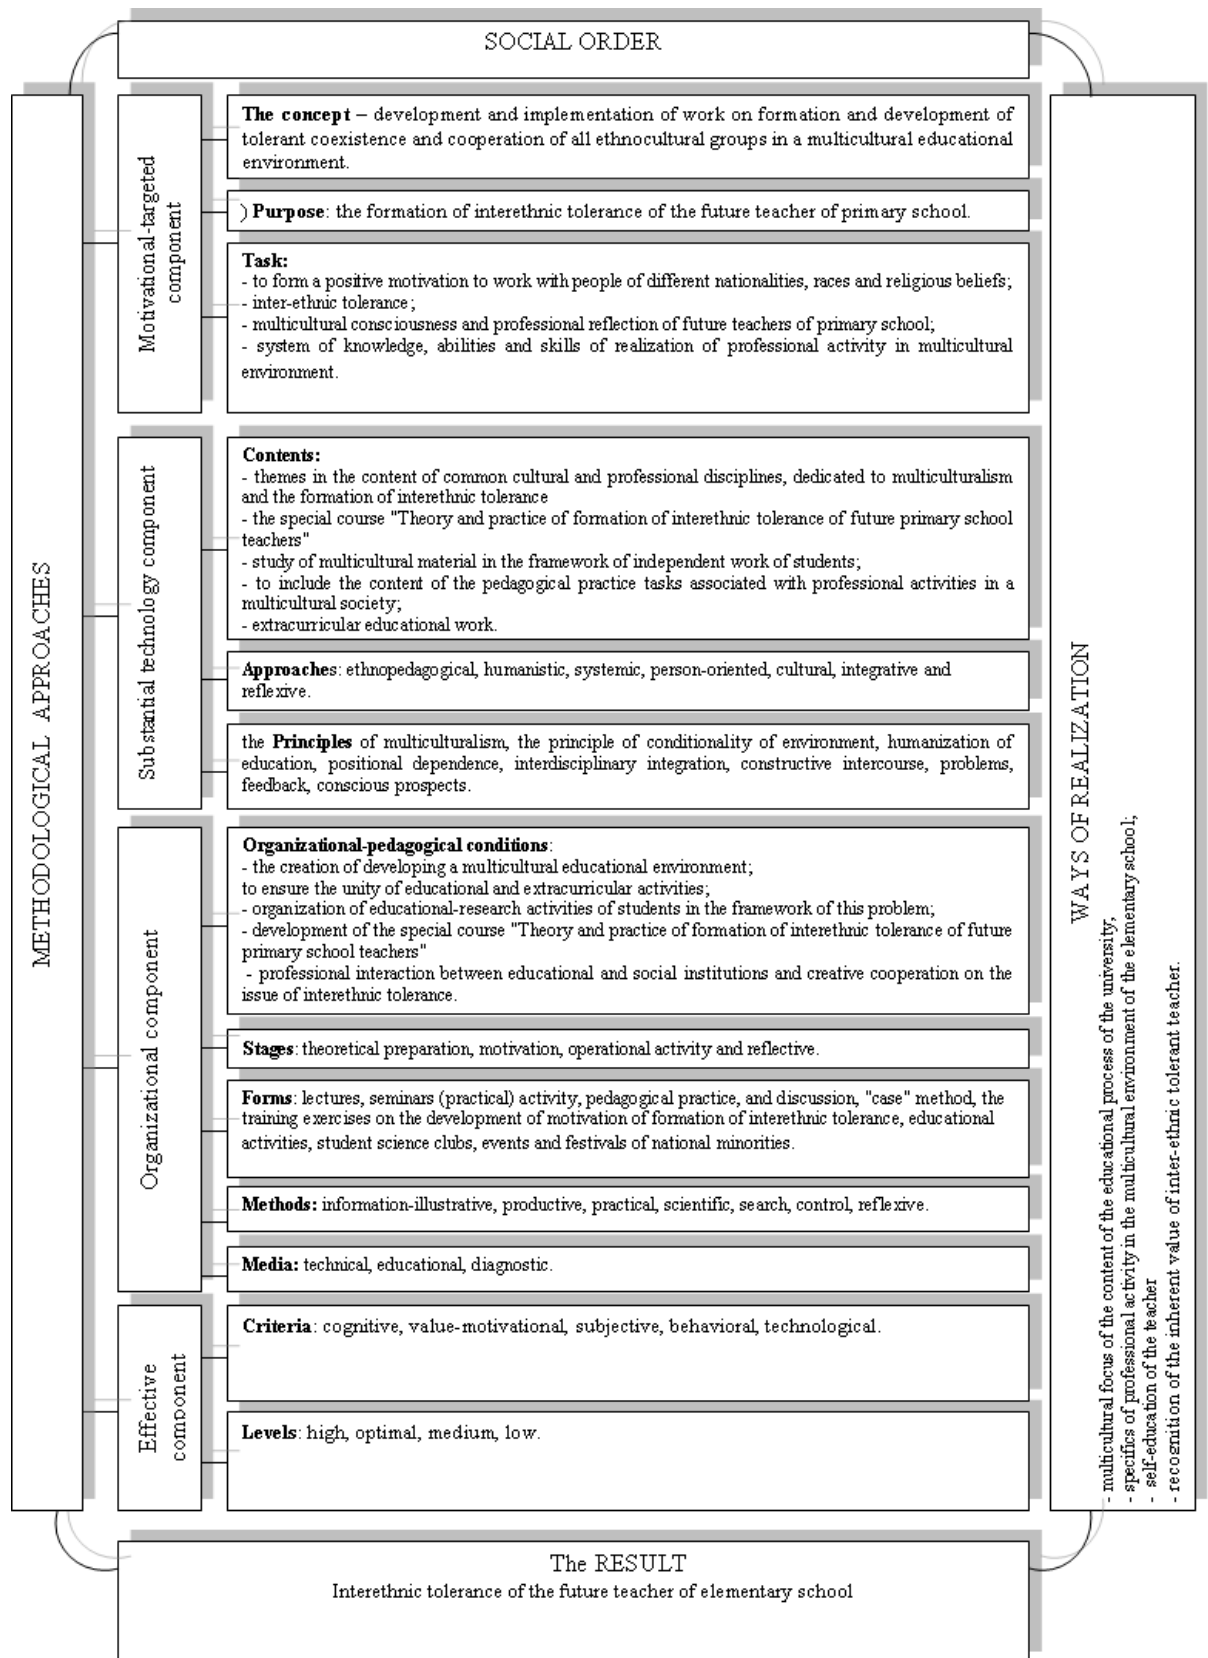 SOCIAL ORDER
METHODOLOGICAL APPROACHES
Motivational-targeted
component
The concept – development and implementation of work on formation and development of
tolerant coexistence and cooperation of all ethnocultural groups in a multicultural educational
environment.
) Purpose: the formation of interethnic tolerance of the future teacher of primary school.
Task:
- to form a positive motivation to work with people of different nationalities, races and religious beliefs;
- inter-ethnic tolerance;
- multicultural consciousness and professional reflection of future teachers of primary school;
- system of knowledge, abilities and skills of realization of professional activity in multicultural
environment.
Substantial technology component
Contents:
- themes in the content of common cultural and professional disciplines, dedicated to multiculturalism
and the formation of interethnic tolerance
- the special course "Theory and practice of formation of interethnic tolerance of future primary school
teachers"
- study of multicultural material in the framework of independent work of students;
- to include the content of the pedagogical practice tasks associated with professional activities in a
multicultural society;
- extracurricular educational work.
Approaches: ethnopedagogical, humanistic, systemic, person-oriented, cultural, integrative and
reflexive.
the Principles of multiculturalism, the principle of conditionality of environment, humanization of
education, positional dependence, interdisciplinary integration, constructive intercourse, problems,
feedback, conscious prospects.
Organizational component
Organizational-pedagogical conditions:
- the creation of developing a multicultural educational environment;
to ensure the unity of educational and extracurricular activities;
- organization of educational-research activities of students in the framework of this problem;
- development of the special course "Theory and practice of formation of interethnic tolerance of future
primary school teachers"
- professional interaction between educational and social institutions and creative cooperation on the
issue of interethnic tolerance.
Stages: theoretical preparation, motivation, operational activity and reflective.
Forms: lectures, seminars (practical) activity, pedagogical practice, and discussion, "case" method, the
training exercises on the development of motivation of formation of interethnic tolerance, educational
activities, student science clubs, events and festivals of national minorities.
Methods: information-illustrative, productive, practical, scientific, search, control, reflexive.
Media: technical, educational, diagnostic.
Effective
component
Criteria: cognitive, value-motivational, subjective, behavioral, technological.
Levels: high, optimal, medium, low.
WAYS OF REALIZATION
- multicultural focus of the content of the educational process of the university;
- specifics of professional activity in the multicultural environment of the elementary school;
- self-education of the teacher
- recognition of the inherent value of inter-ethnic tolerant teacher.
The RESULT
Interethnic tolerance of the future teacher of elementary school